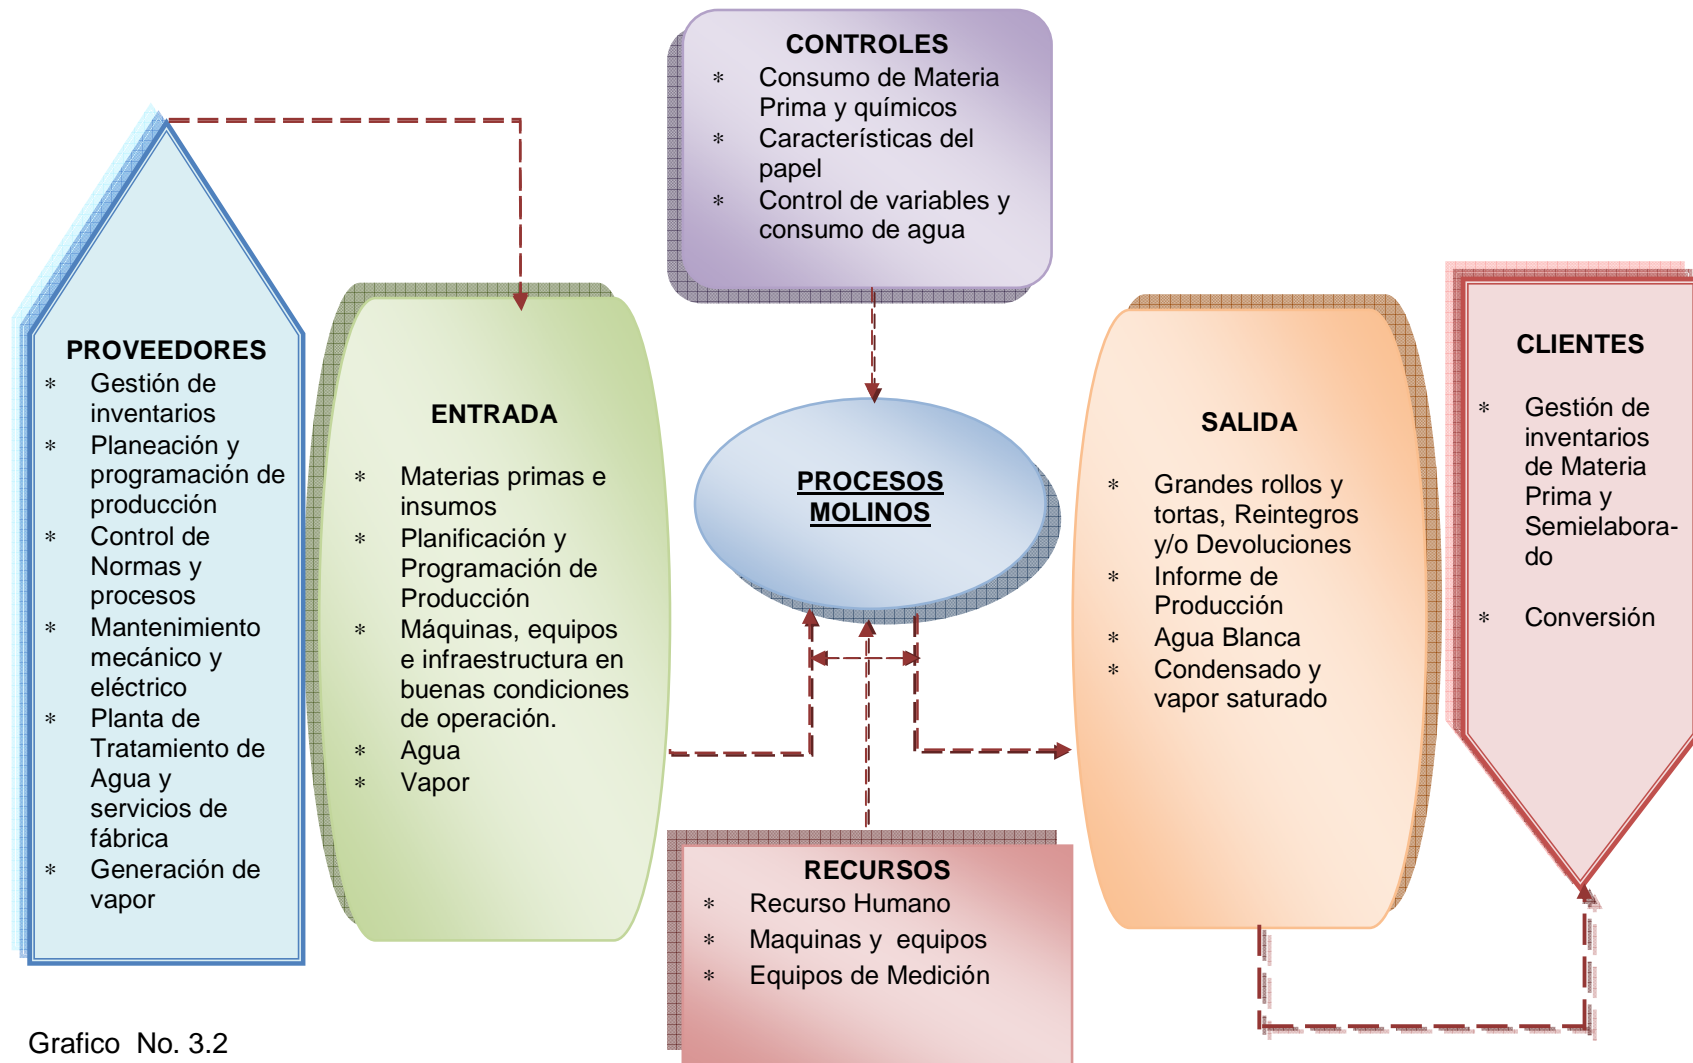 CONTROLES
* Consumo de Materia
Prima y químicos
* Características del
papel
* Control de variables y
consumo de agua
PROVEEDORES
* Gestión de
inventarios
* Planeación y
programación de
producción
* Control de
Normas y
procesos
* Mantenimiento
mecánico y
eléctrico
* Planta de
Tratamiento de
Agua y
servicios de
fábrica
* Generación de
vapor
ENTRADA
* Materias primas e
insumos
* Planificación y
Programación de
Producción
* Máquinas, equipos
e infraestructura en
buenas condiciones
de operación.
* Agua
* Vapor
PROCESOS
MOLINOS
SALIDA
* Grandes rollos y
tortas, Reintegros
y/o Devoluciones
* Informe de
Producción
* Agua Blanca
* Condensado y
vapor saturado
CLIENTES
* Gestión de
inventarios
de Materia
Prima y
Semielabora-
do
* Conversión
RECURSOS
* Recurso Humano
* Maquinas y equipos
* Equipos de Medición
Grafico No. 3.2